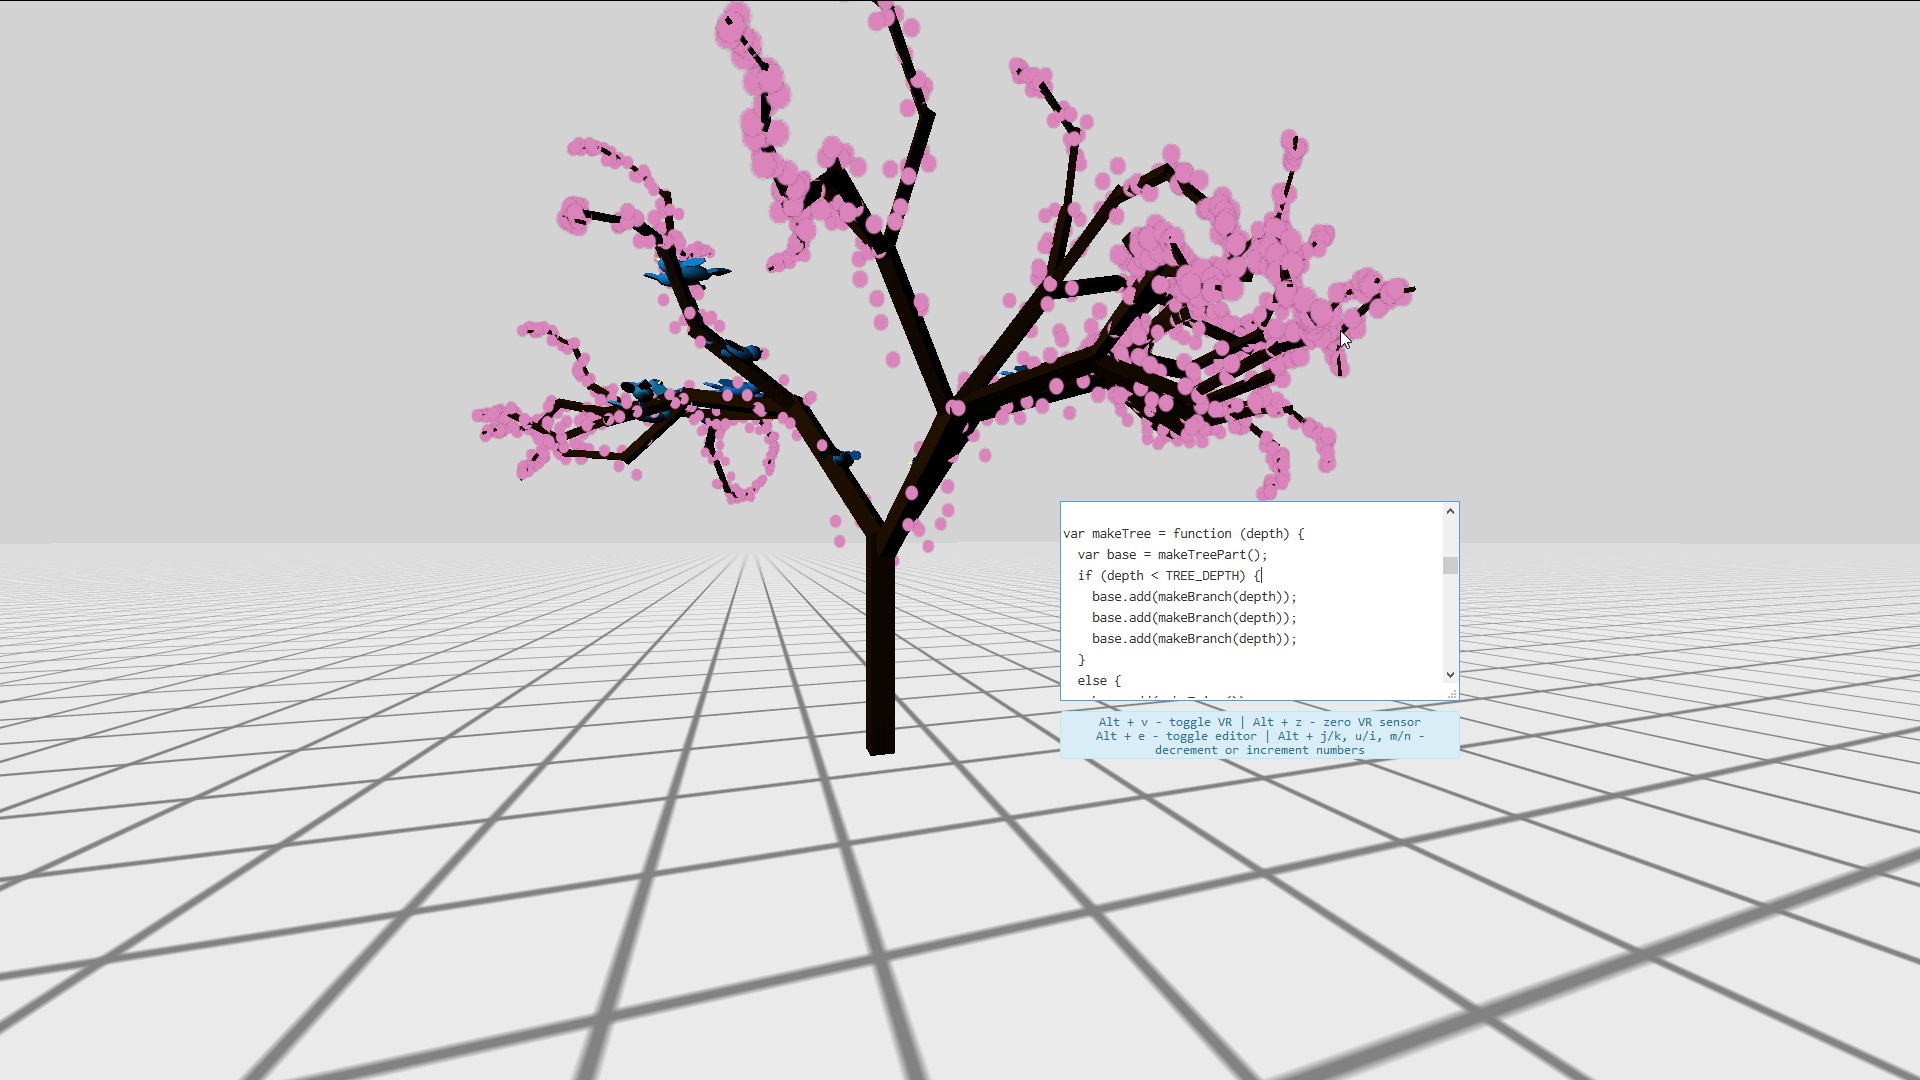 var makeTree = function (depth) {
  var base = makeTreePart();
  if (depth < TREE_DEPTH) {
    base.add(makeBranch(depth));
    base.add(makeBranch(depth));
    base.add(makeBranch(depth));
  }
  else {
Alt + v - toggle VR | Alt + z - zero VR sensor
Alt + e - toggle editor | Alt + j/k, u/i, m/n -
decrement or increment numbers